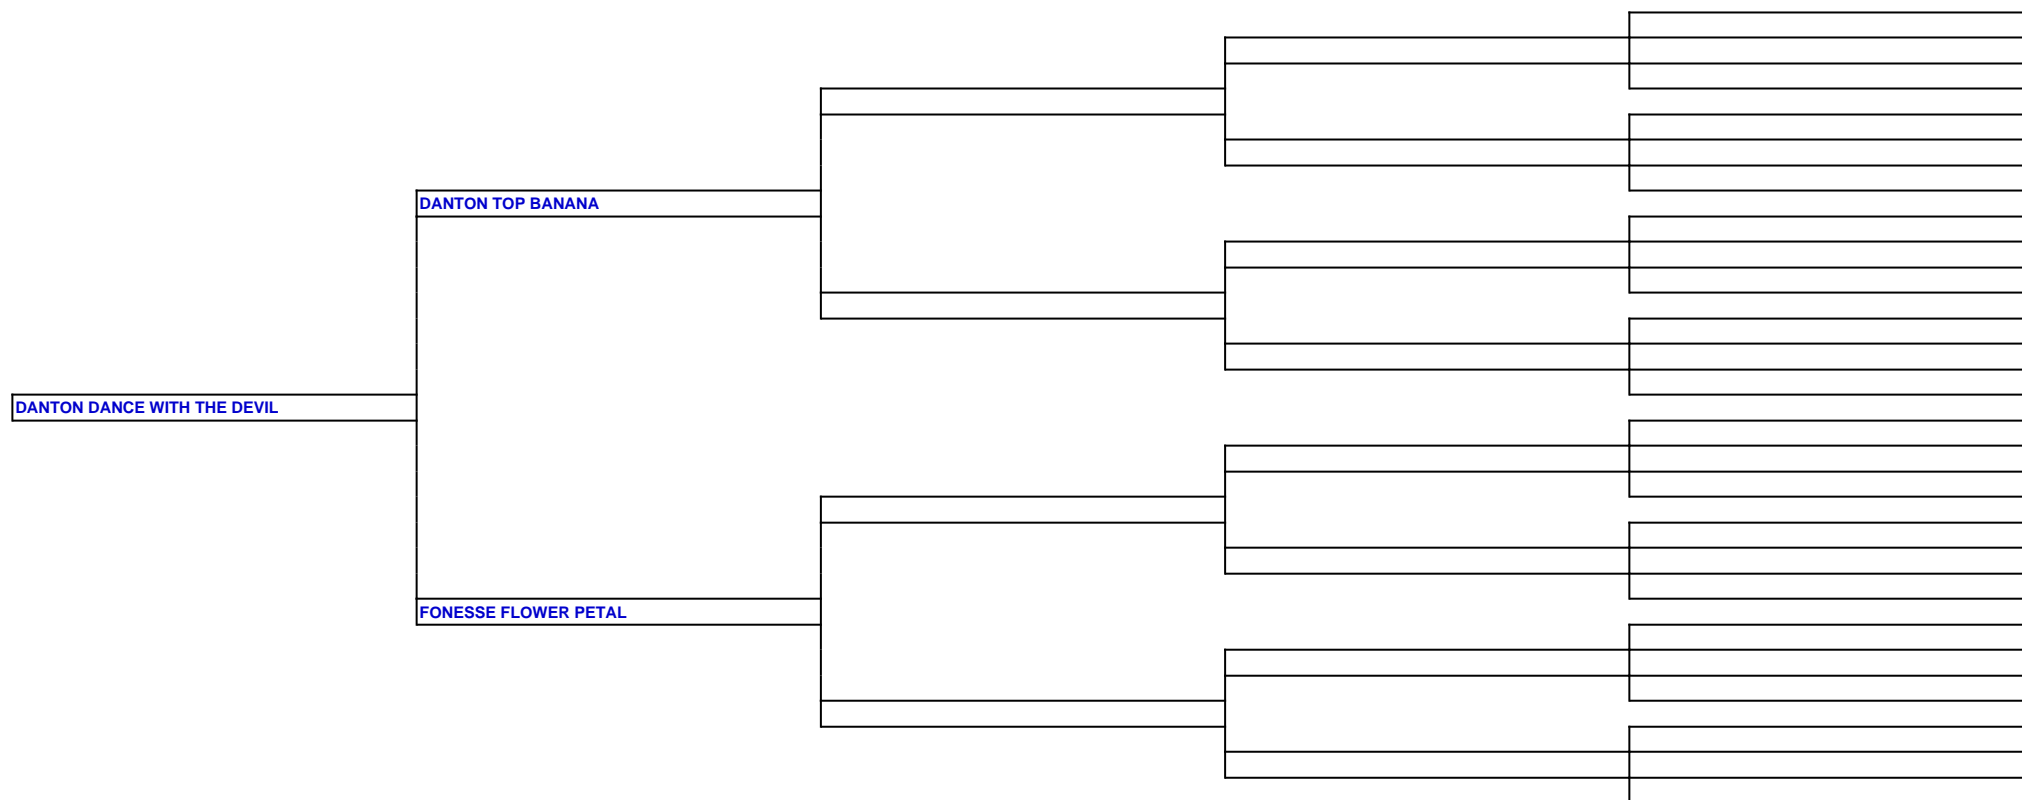 DANTON TOP BANANA
DANTON DANCE WITH THE DEVIL
FONESSE FLOWER PETAL